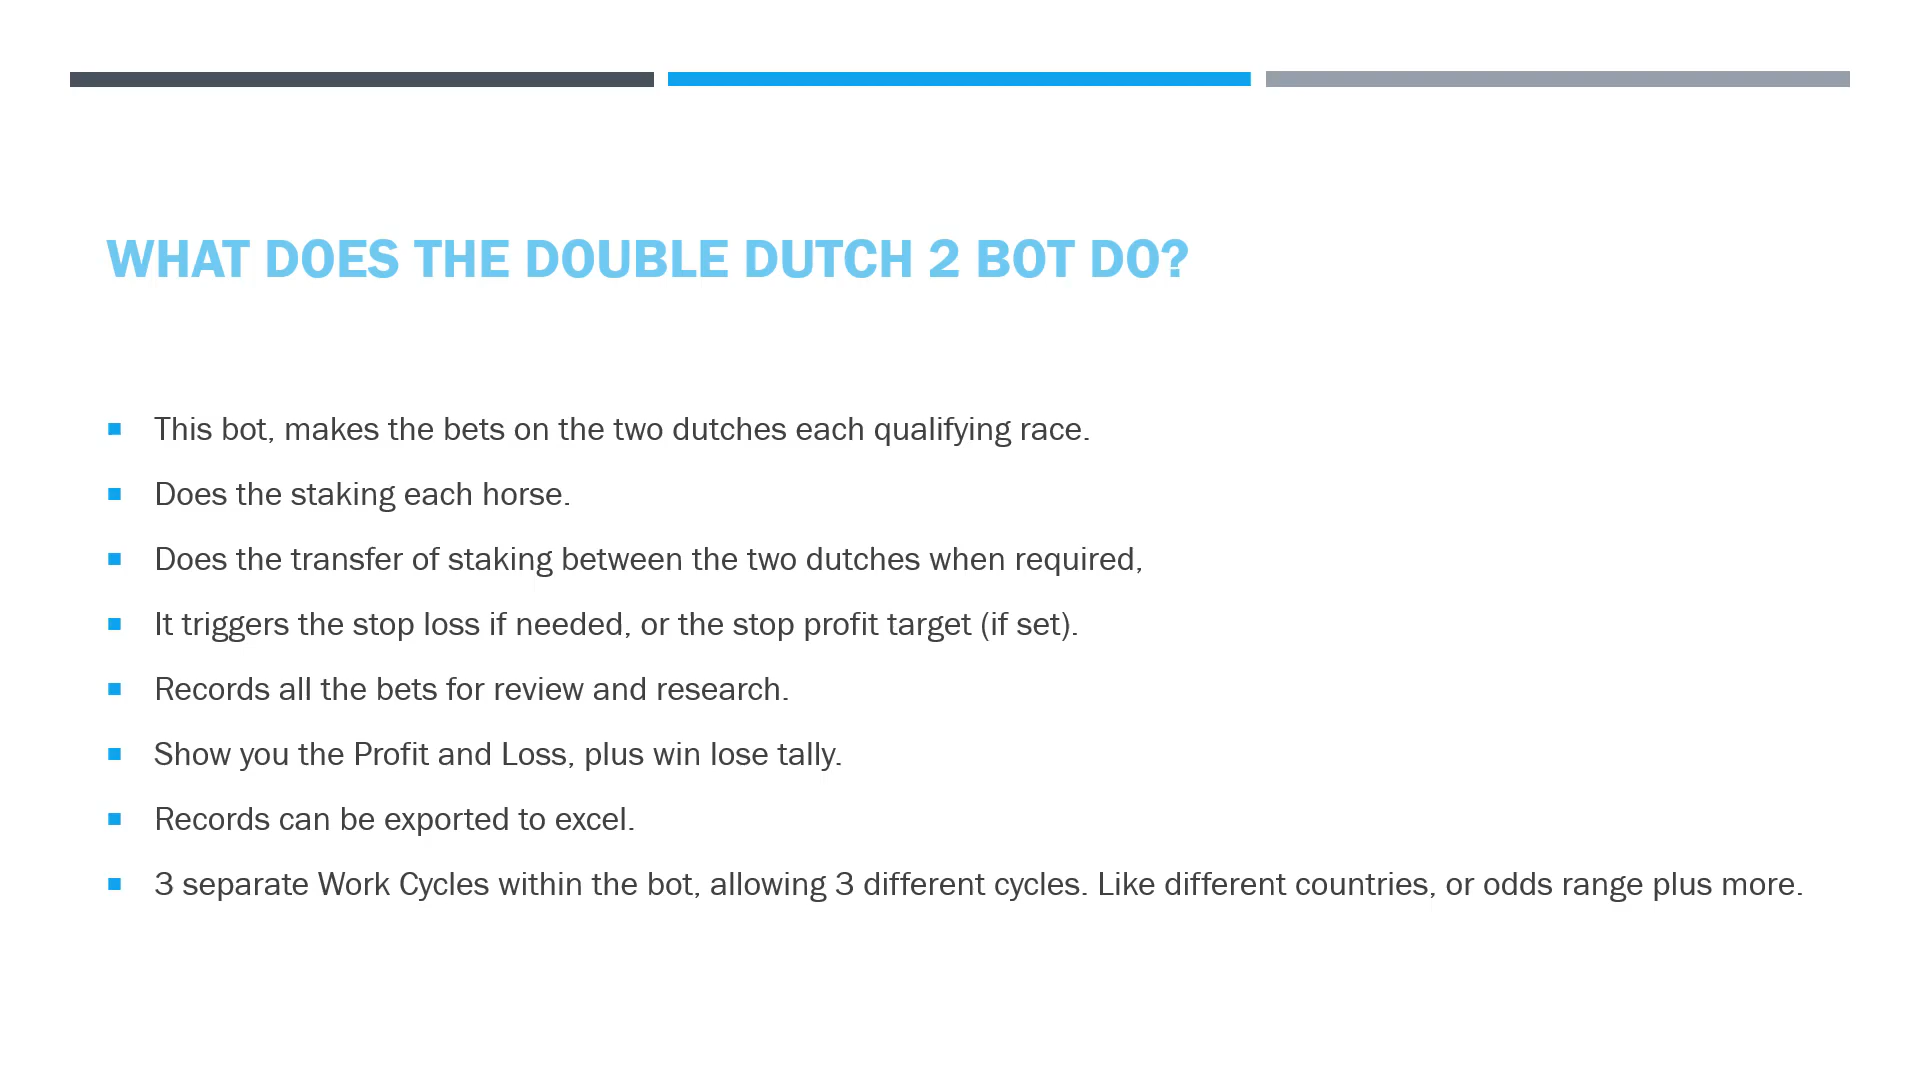 WHAT DOES THE DOUBLE DUTCH 2 BOT DO?
This bot, makes the bets on the two dutches each qualifying race.
Does the staking each horse.
Does the transfer of staking between the two dutches when required,
It triggers the stop loss if needed, or the stop profit target (if set).
Records all the bets for review and research.
Show you the Profit and Loss, plus win lose tally.
Records can be exported to excel.
3 separate Work Cycles within the bot, allowing 3 different cycles. Like different countries, or odds range plus more.